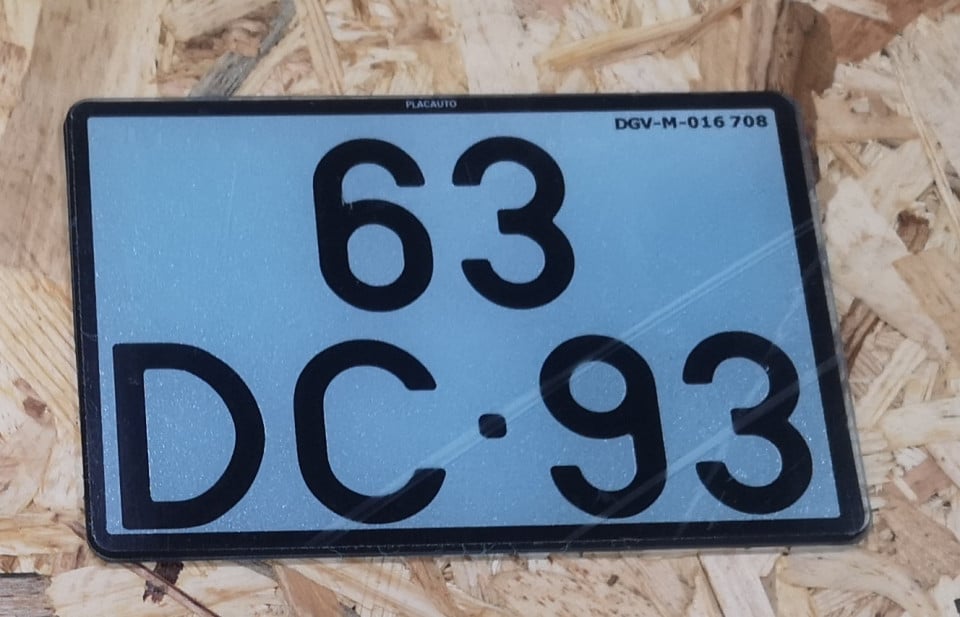 PLACAUTO
DGV-M-016 708
63
DC·93